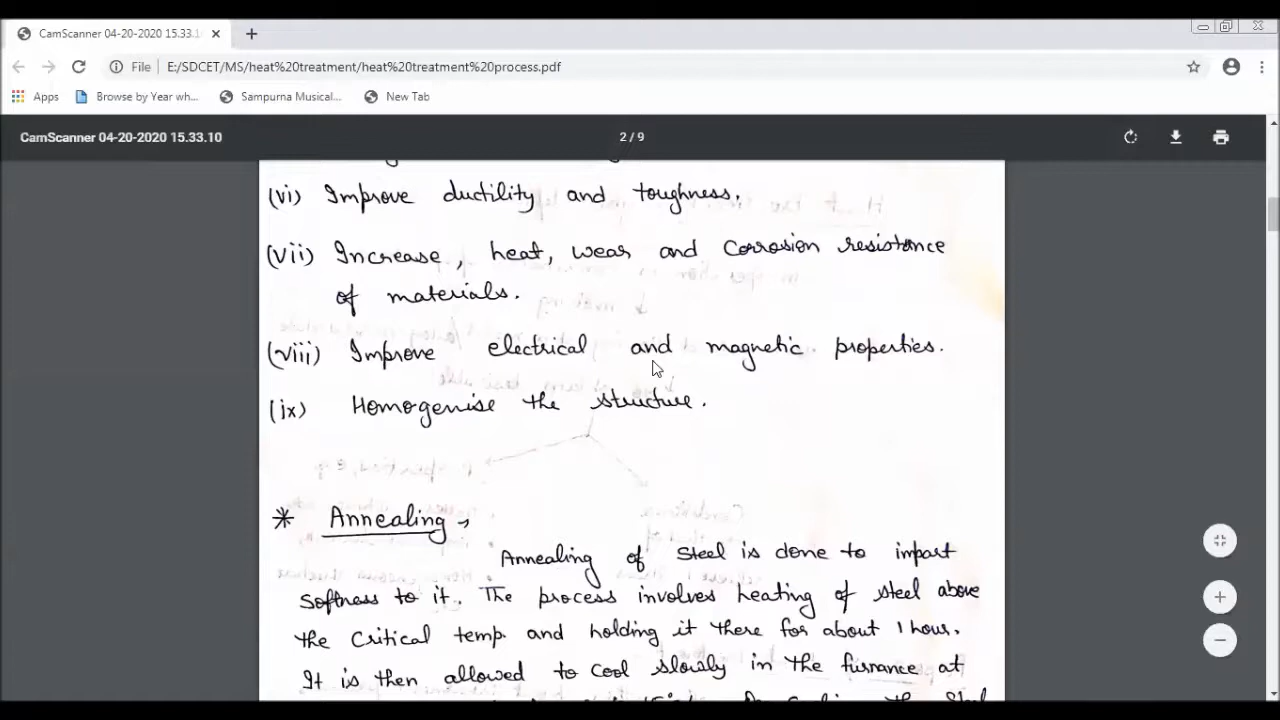 CamScanner 04-20-2020 15.33.1
File E:/SDCET/MS/heat%20treatment/heat%20treatment%20process.pdf
Apps Browse by Year wh... Sampurna Musical... New Tab
CamScanner 04-20-2020 15.33.10 2 / 9
(vi) Improve ductility and toughness.
(vii) Increase, heat, wear and corrosion resistance
of materials.
(viii) Improve electrical and magnetic properties.
(ix) Homogenise the structure.
* Annealing →
Annealing of steel is done to impart
softness to it. The process involves heating of steel above
the critical temp. and holding it there for about 1 hour.
It is then allowed to cool slowly in the furnance at